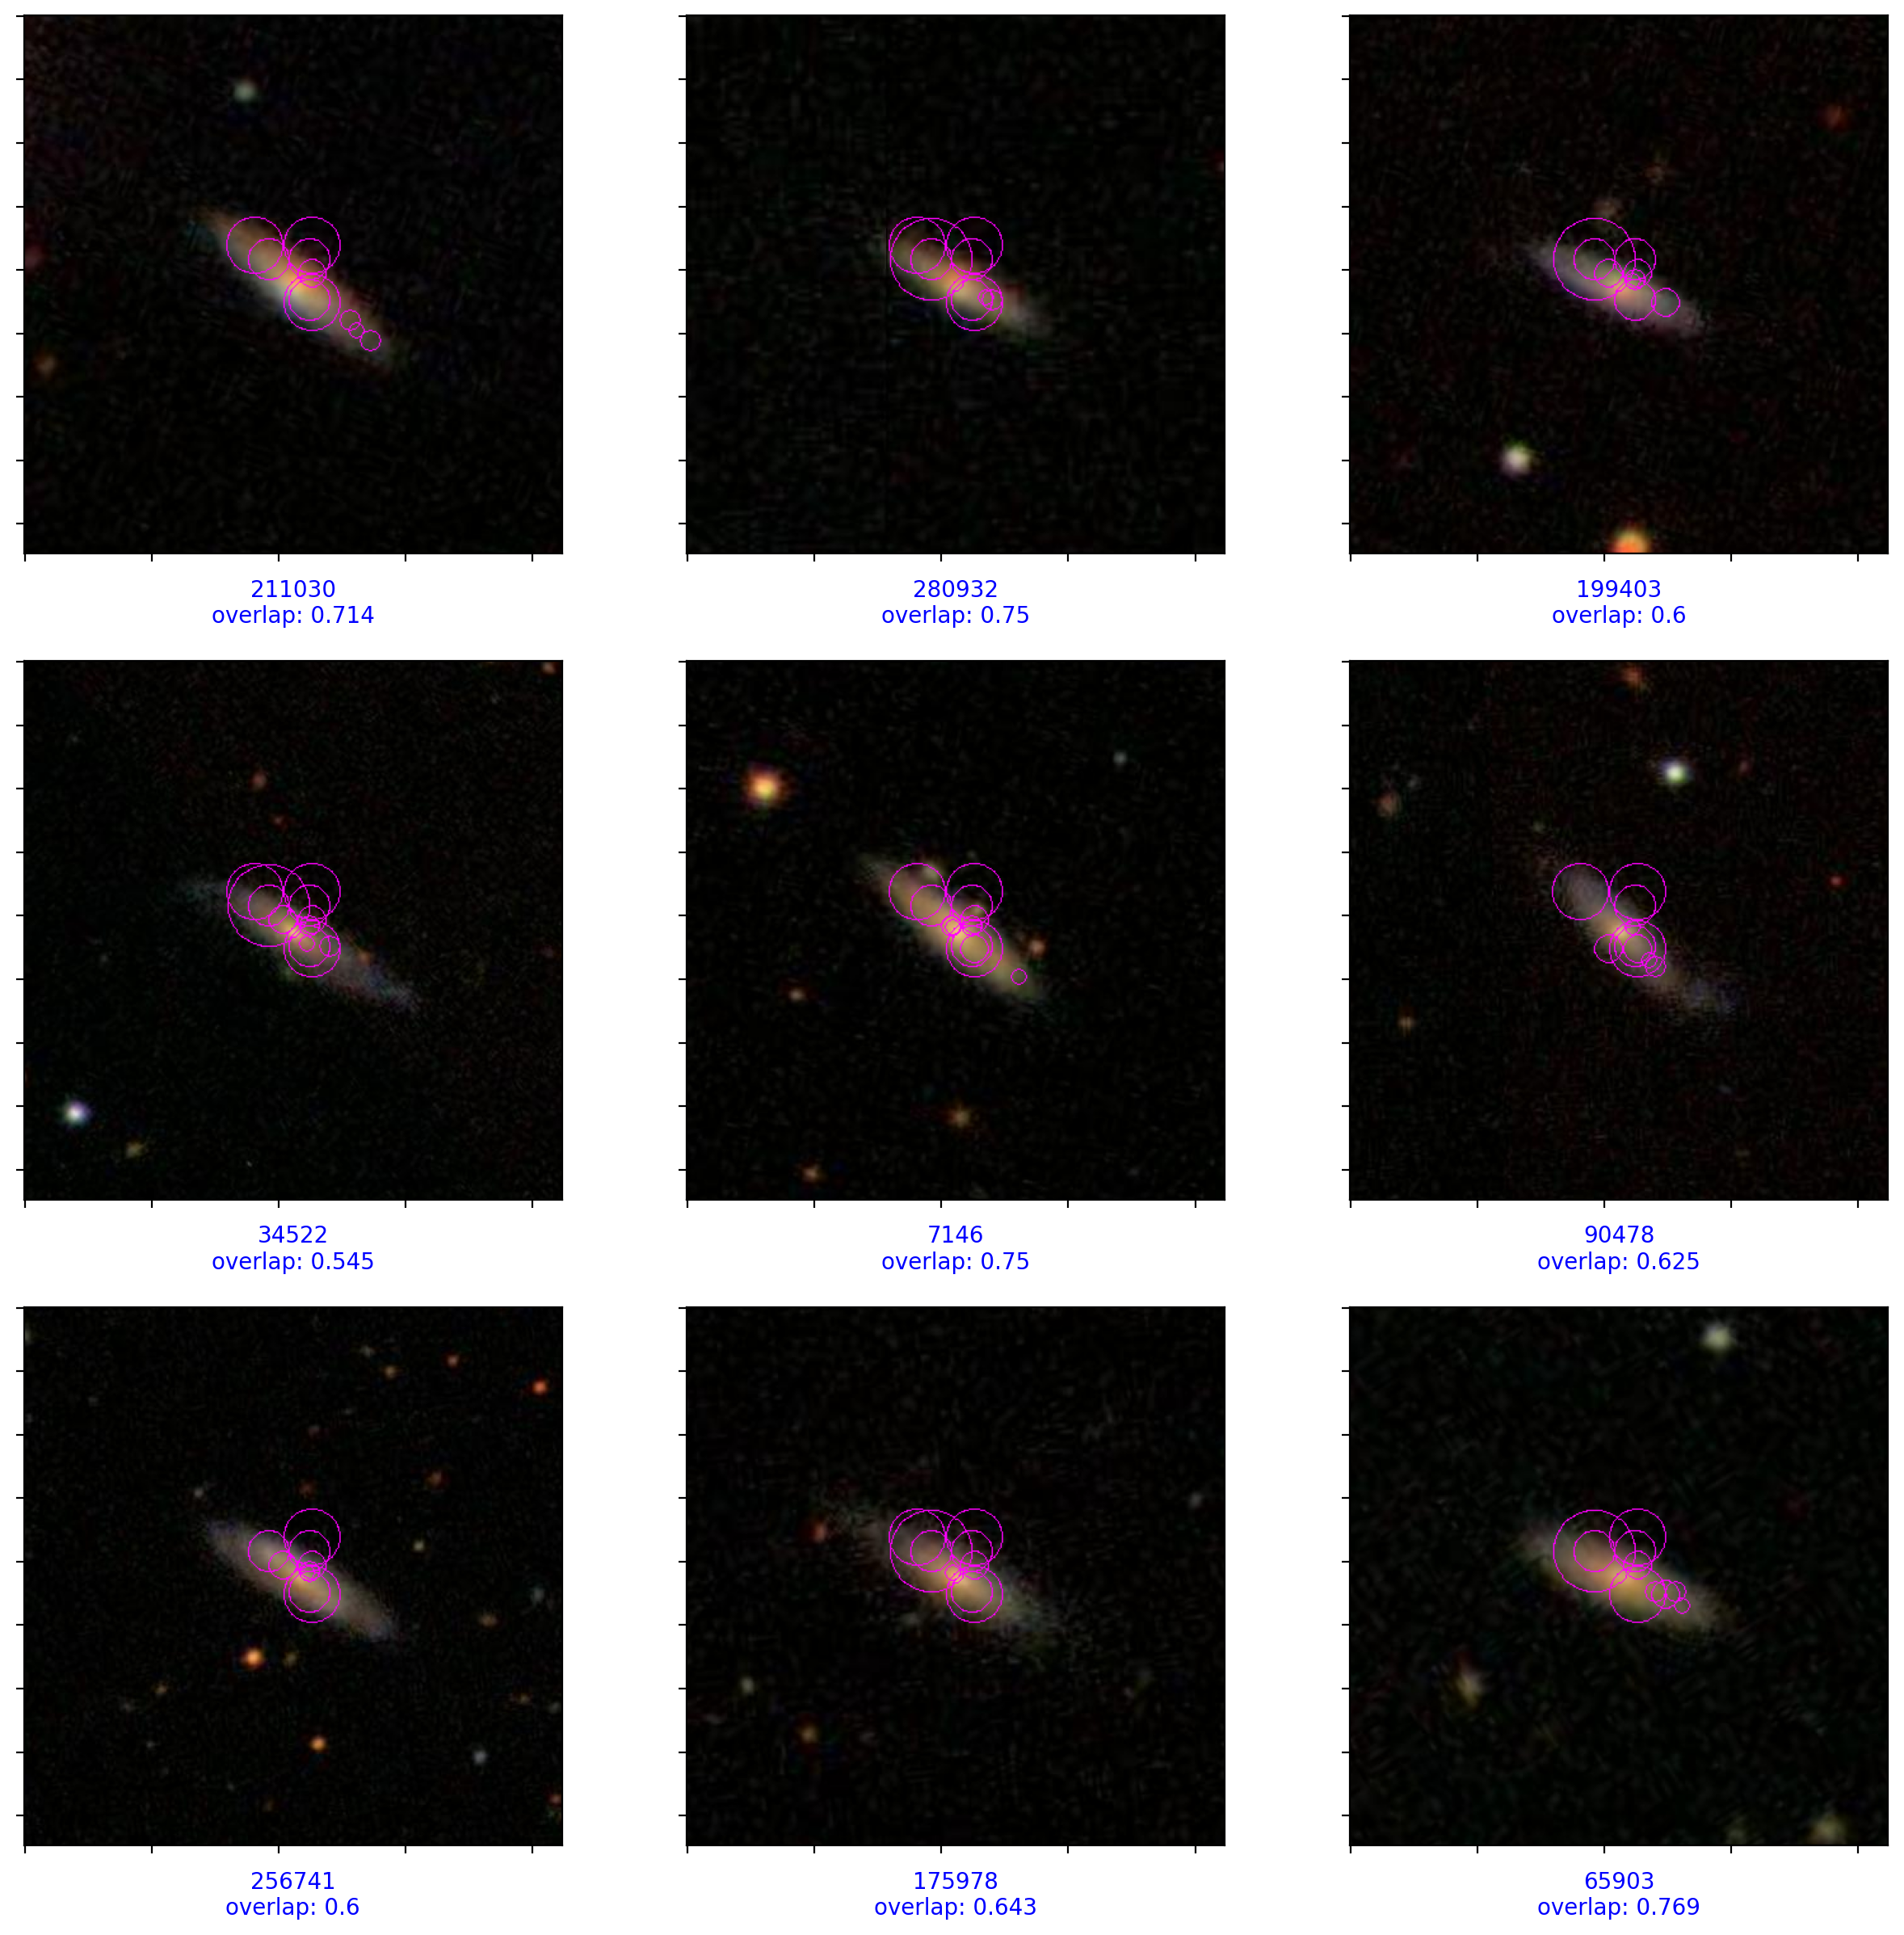 211030
overlap: 0.714
280932
overlap: 0.75
199403
overlap: 0.6
34522
overlap: 0.545
7146
overlap: 0.75
90478
overlap: 0.625
256741
overlap: 0.6
175978
overlap: 0.643
65903
overlap: 0.769